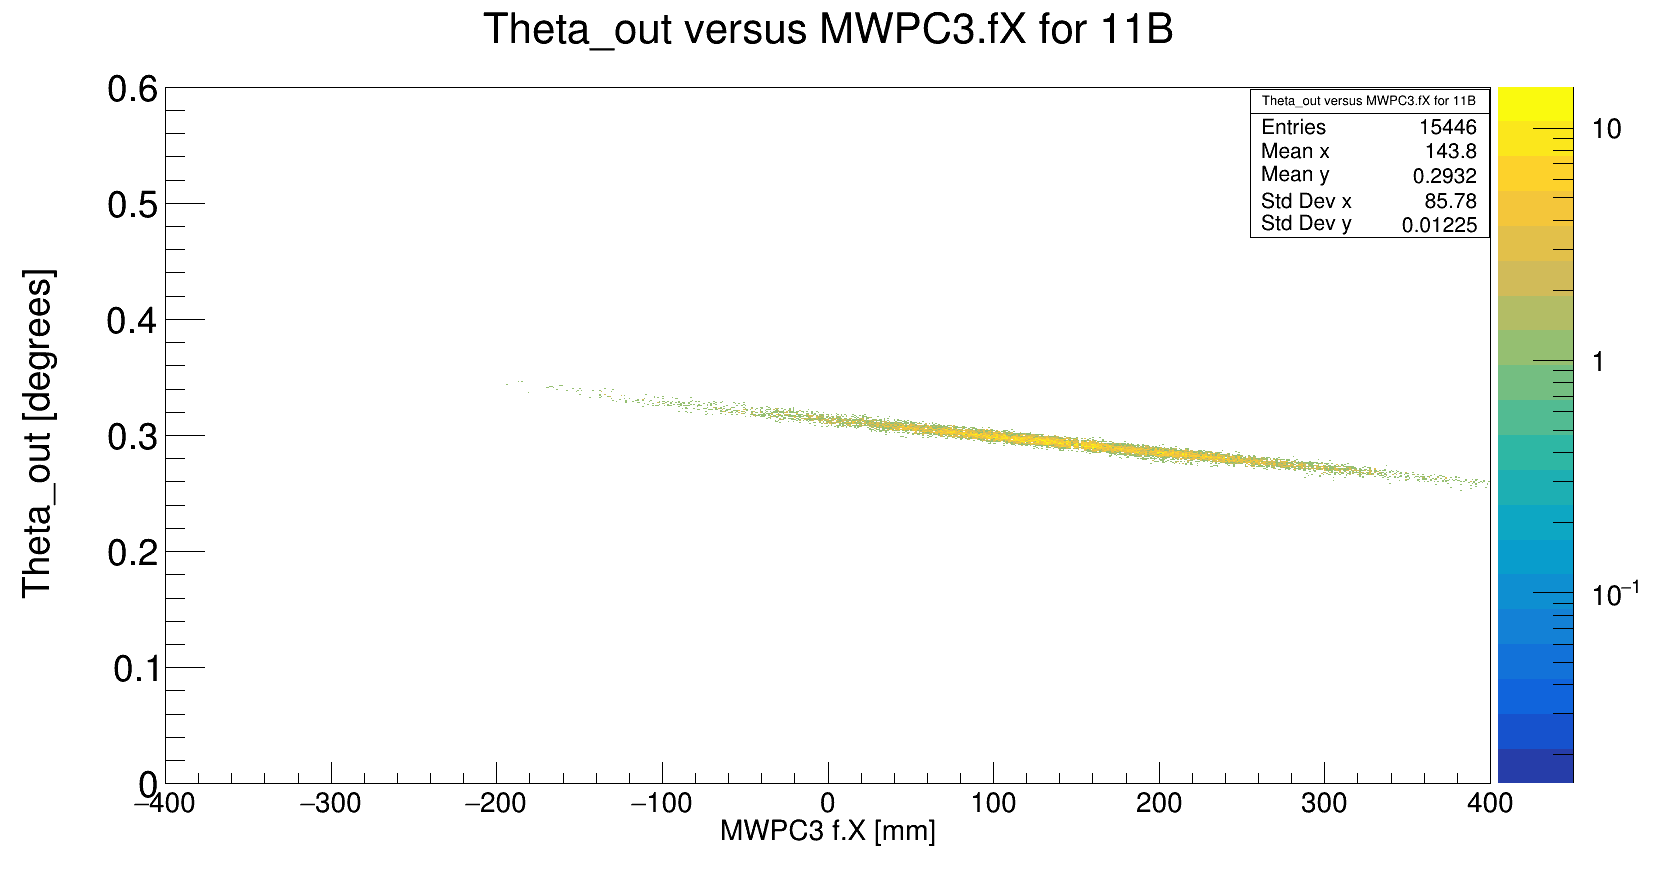 Theta_out versus MWPC3.fX for 11B
Theta_out versus MWPC3.fX for 11B
Entries 15446
Mean x 143.8
Mean y 0.2932
Std Dev x 85.78
Std Dev y 0.01225
Theta_out [degrees]
0.6
0.5
0.4
0.3
0.2
0.1
0
−400 −300 −200 −100 0 100 200 300 400
MWPC3 f.X [mm]
10
1
10−1